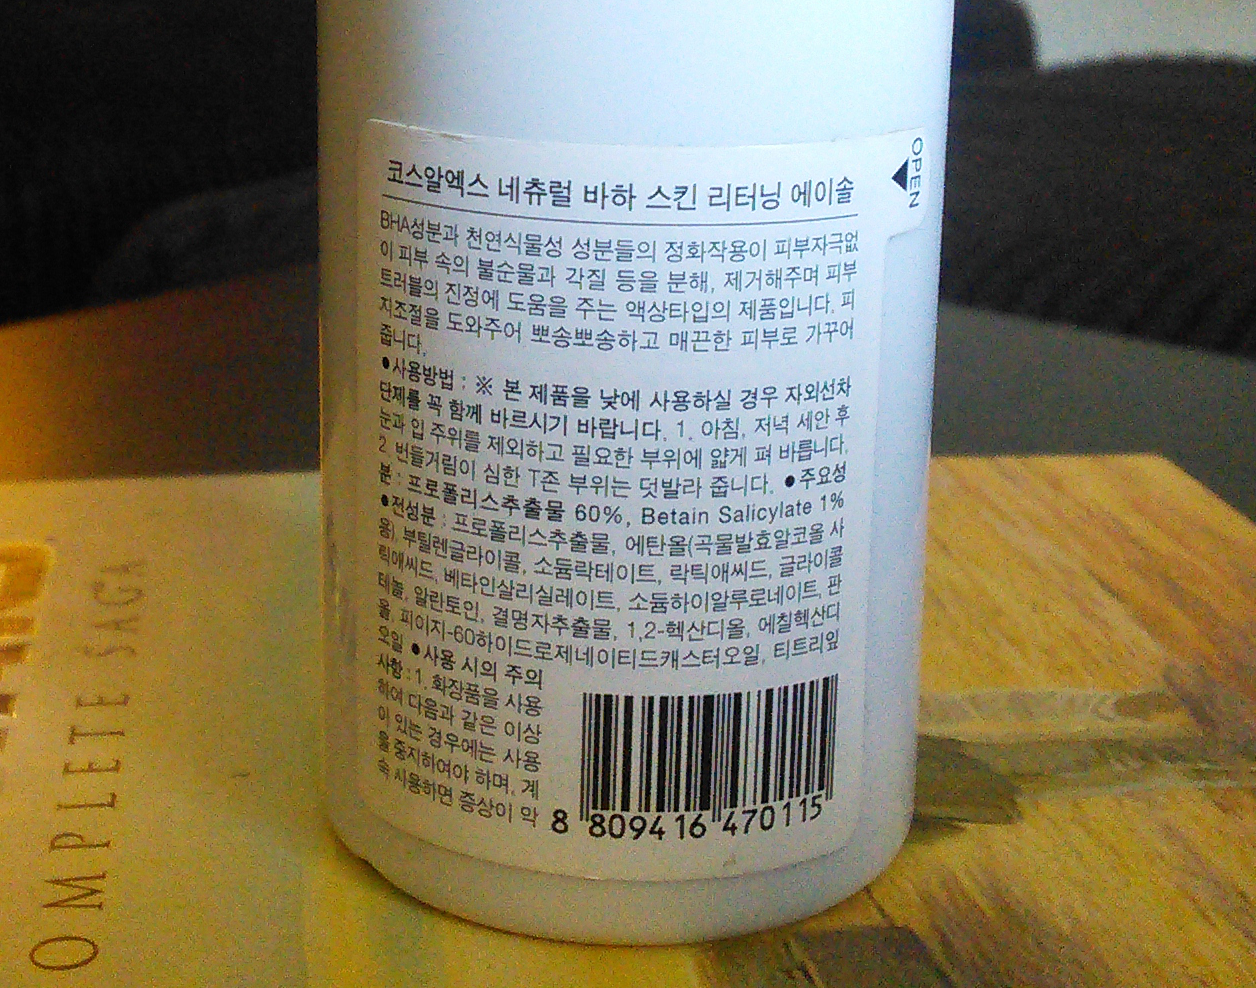 코스알엑스 네츄럴 바하 스킨 리터닝 에이솔
OPEN
BHA성분과 천연식물성 성분들의 정화작용이 피부자극없
이 피부 속의 불순물과 각질 등을 분해, 제거해주며 피부
트러블의 진정에 도움을 주는 액상타입의 제품입니다. 피
지조절을 도와주어 뽀송뽀송하고 매끈한 피부로 가꾸어
줍니다.
●사용방법 : ※ 본 제품을 낮에 사용하실 경우 자외선차
단제를 꼭 함께 바르시기 바랍니다. 1. 아침, 저녁 세안 후
눈과 입 주위를 제외하고 필요한 부위에 얇게 펴 바릅니다.
2. 번들거림이 심한 T존 부위는 덧발라 줍니다. ●주요성
분 : 프로폴리스추출물 60%, Betain Salicylate 1%
●전성분 : 프로폴리스추출물, 에탄올(곡물발효알코올 사
용), 부틸렌글라이콜, 소듐락테이트, 락틱애씨드, 글라이콜
릭애씨드, 베타인살리실레이트, 소듐하이알루로네이트, 판
테놀, 알란토인, 결명자추출물, 1,2-헥산디올, 에칠헥산디
올, 피이지-60하이드로제네이티드캐스터오일, 티트리잎
오일 ●사용 시의 주의
사항 : 1. 화장품을 사용
하여 다음과 같은 이상
이 있는 경우에는 사용
을 중지하여야 하며, 계
속 사용하면 증상이 악
8 809416 470115
OMPLETE SAGA